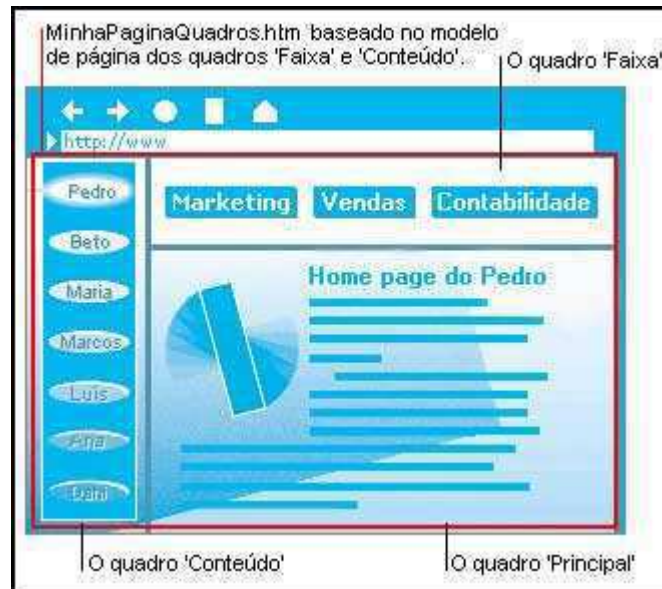 MinhaPaginaQuadros.htm baseado no modelo
de página dos quadros 'Faixa' e 'Conteúdo'.
O quadro 'Faixa'
http://www
Pedro
Beto
Maria
Marcos
Luís
Ana
Dani
Marketing
Vendas
Contabilidade
Home page do Pedro
O quadro 'Conteúdo'
O quadro 'Principal'